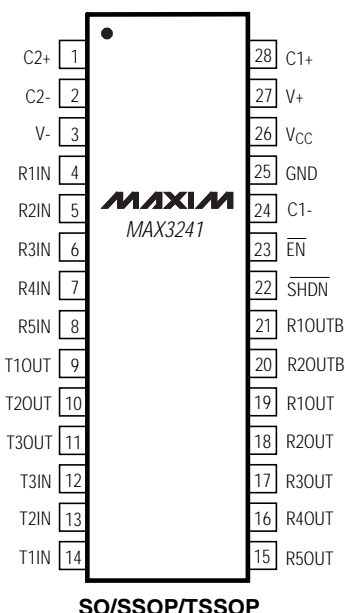 C2+ 1 28 C1+
C2- 2 27 V+
V- 3 26 VCC
R1IN 4 25 GND
R2IN 5 MAXIM 24 C1-
MAX3241
R3IN 6 23 EN
R4IN 7 22 SHDN
R5IN 8 21 R1OUTB
T1OUT 9 20 R2OUTB
T2OUT 10 19 R1OUT
T3OUT 11 18 R2OUT
T3IN 12 17 R3OUT
T2IN 13 16 R4OUT
T1IN 14 15 R5OUT
SO/SSOP/TSSOP